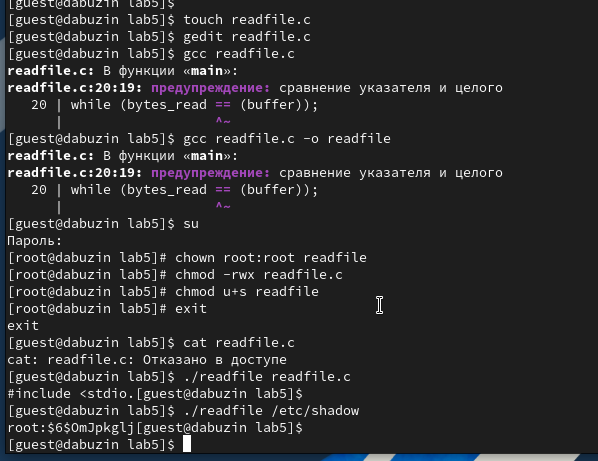 [guest@dabuzin lab5]$
[guest@dabuzin lab5]$ touch readfile.c
[guest@dabuzin lab5]$ gedit readfile.c
[guest@dabuzin lab5]$ gcc readfile.c
readfile.c: В функции «main»:
readfile.c:20:19: предупреждение: сравнение указателя и целого
20 | while (bytes_read == (buffer));
| ^~
[guest@dabuzin lab5]$ gcc readfile.c -o readfile
readfile.c: В функции «main»:
readfile.c:20:19: предупреждение: сравнение указателя и целого
20 | while (bytes_read == (buffer));
| ^~
[guest@dabuzin lab5]$ su
Пароль:
[root@dabuzin lab5]# chown root:root readfile
[root@dabuzin lab5]# chmod -rwx readfile.c
[root@dabuzin lab5]# chmod u+s readfile
[root@dabuzin lab5]# exit
exit
[guest@dabuzin lab5]$ cat readfile.c
cat: readfile.c: Отказано в доступе
[guest@dabuzin lab5]$ ./readfile readfile.c
#include <stdio.[guest@dabuzin lab5]$
[guest@dabuzin lab5]$ ./readfile /etc/shadow
root:$6$OmJpkglj[guest@dabuzin lab5]$
[guest@dabuzin lab5]$